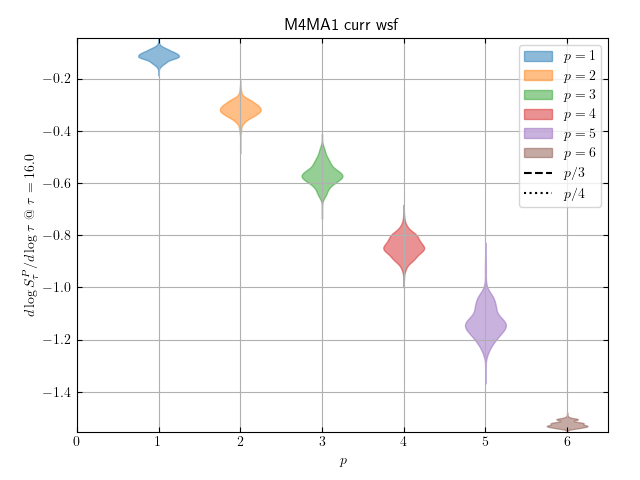 M4MA1 curr wsf
d log S_τ^P / d log τ @ τ = 16.0
−0.2
−0.4
−0.6
−0.8
−1.0
−1.2
−1.4
p = 1
p = 2
p = 3
p = 4
p = 5
p = 6
p/3
p/4
0 1 2 3 4 5 6
p